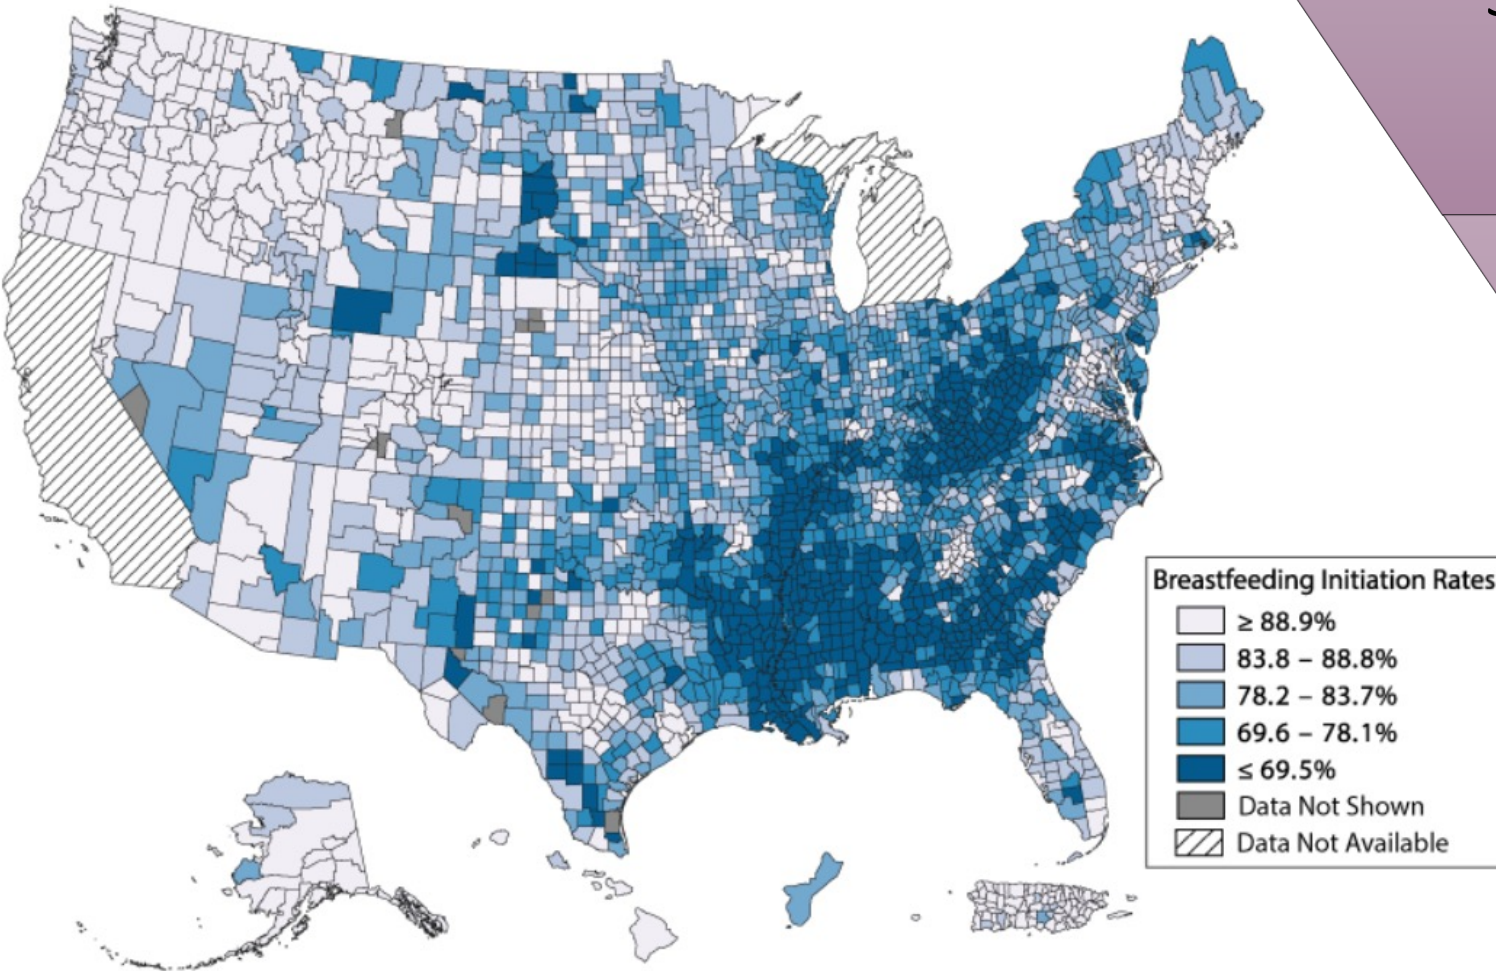 Breastfeeding Initiation Rates
≥ 88.9%
83.8 – 88.8%
78.2 – 83.7%
69.6 – 78.1%
≤ 69.5%
Data Not Shown
Data Not Available